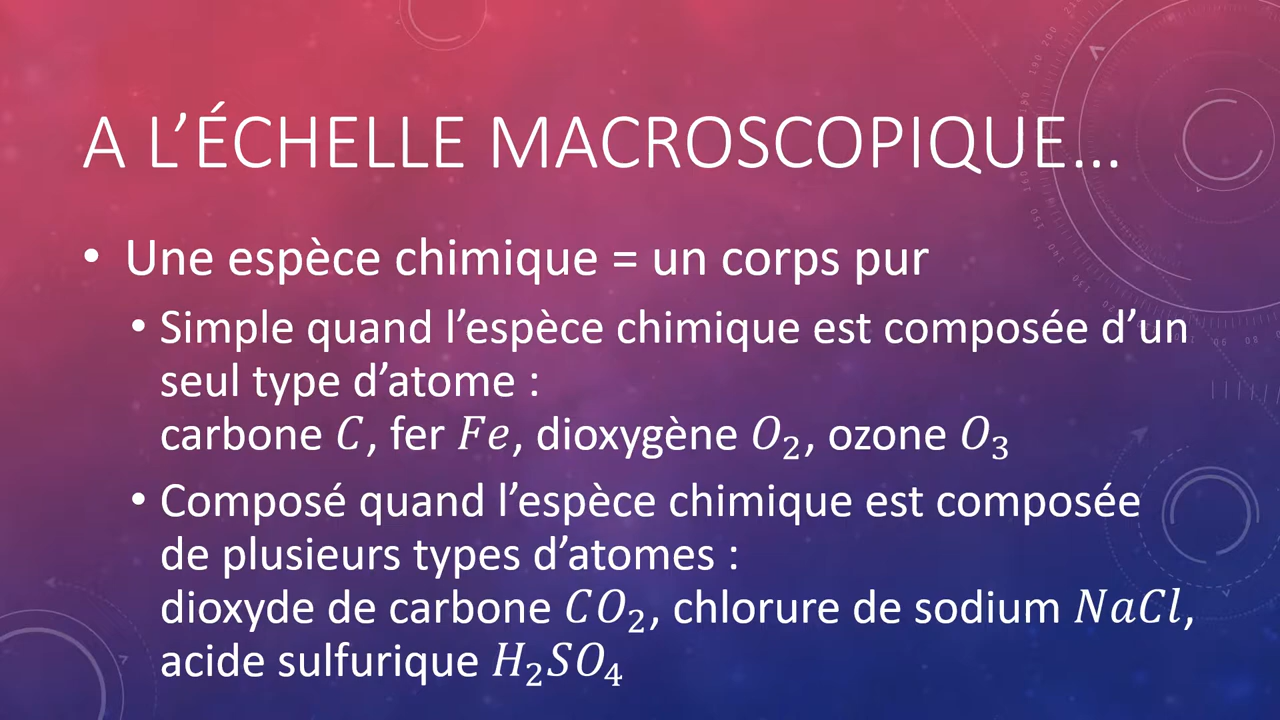 A L’ÉCHELLE MACROSCOPIQUE…
• Une espèce chimique = un corps pur
• Simple quand l’espèce chimique est composée d’un
seul type d’atome :
carbone C, fer Fe, dioxygène O₂, ozone O₃
• Composé quand l’espèce chimique est composée
de plusieurs types d’atomes :
dioxyde de carbone CO₂, chlorure de sodium NaCl,
acide sulfurique H₂SO₄